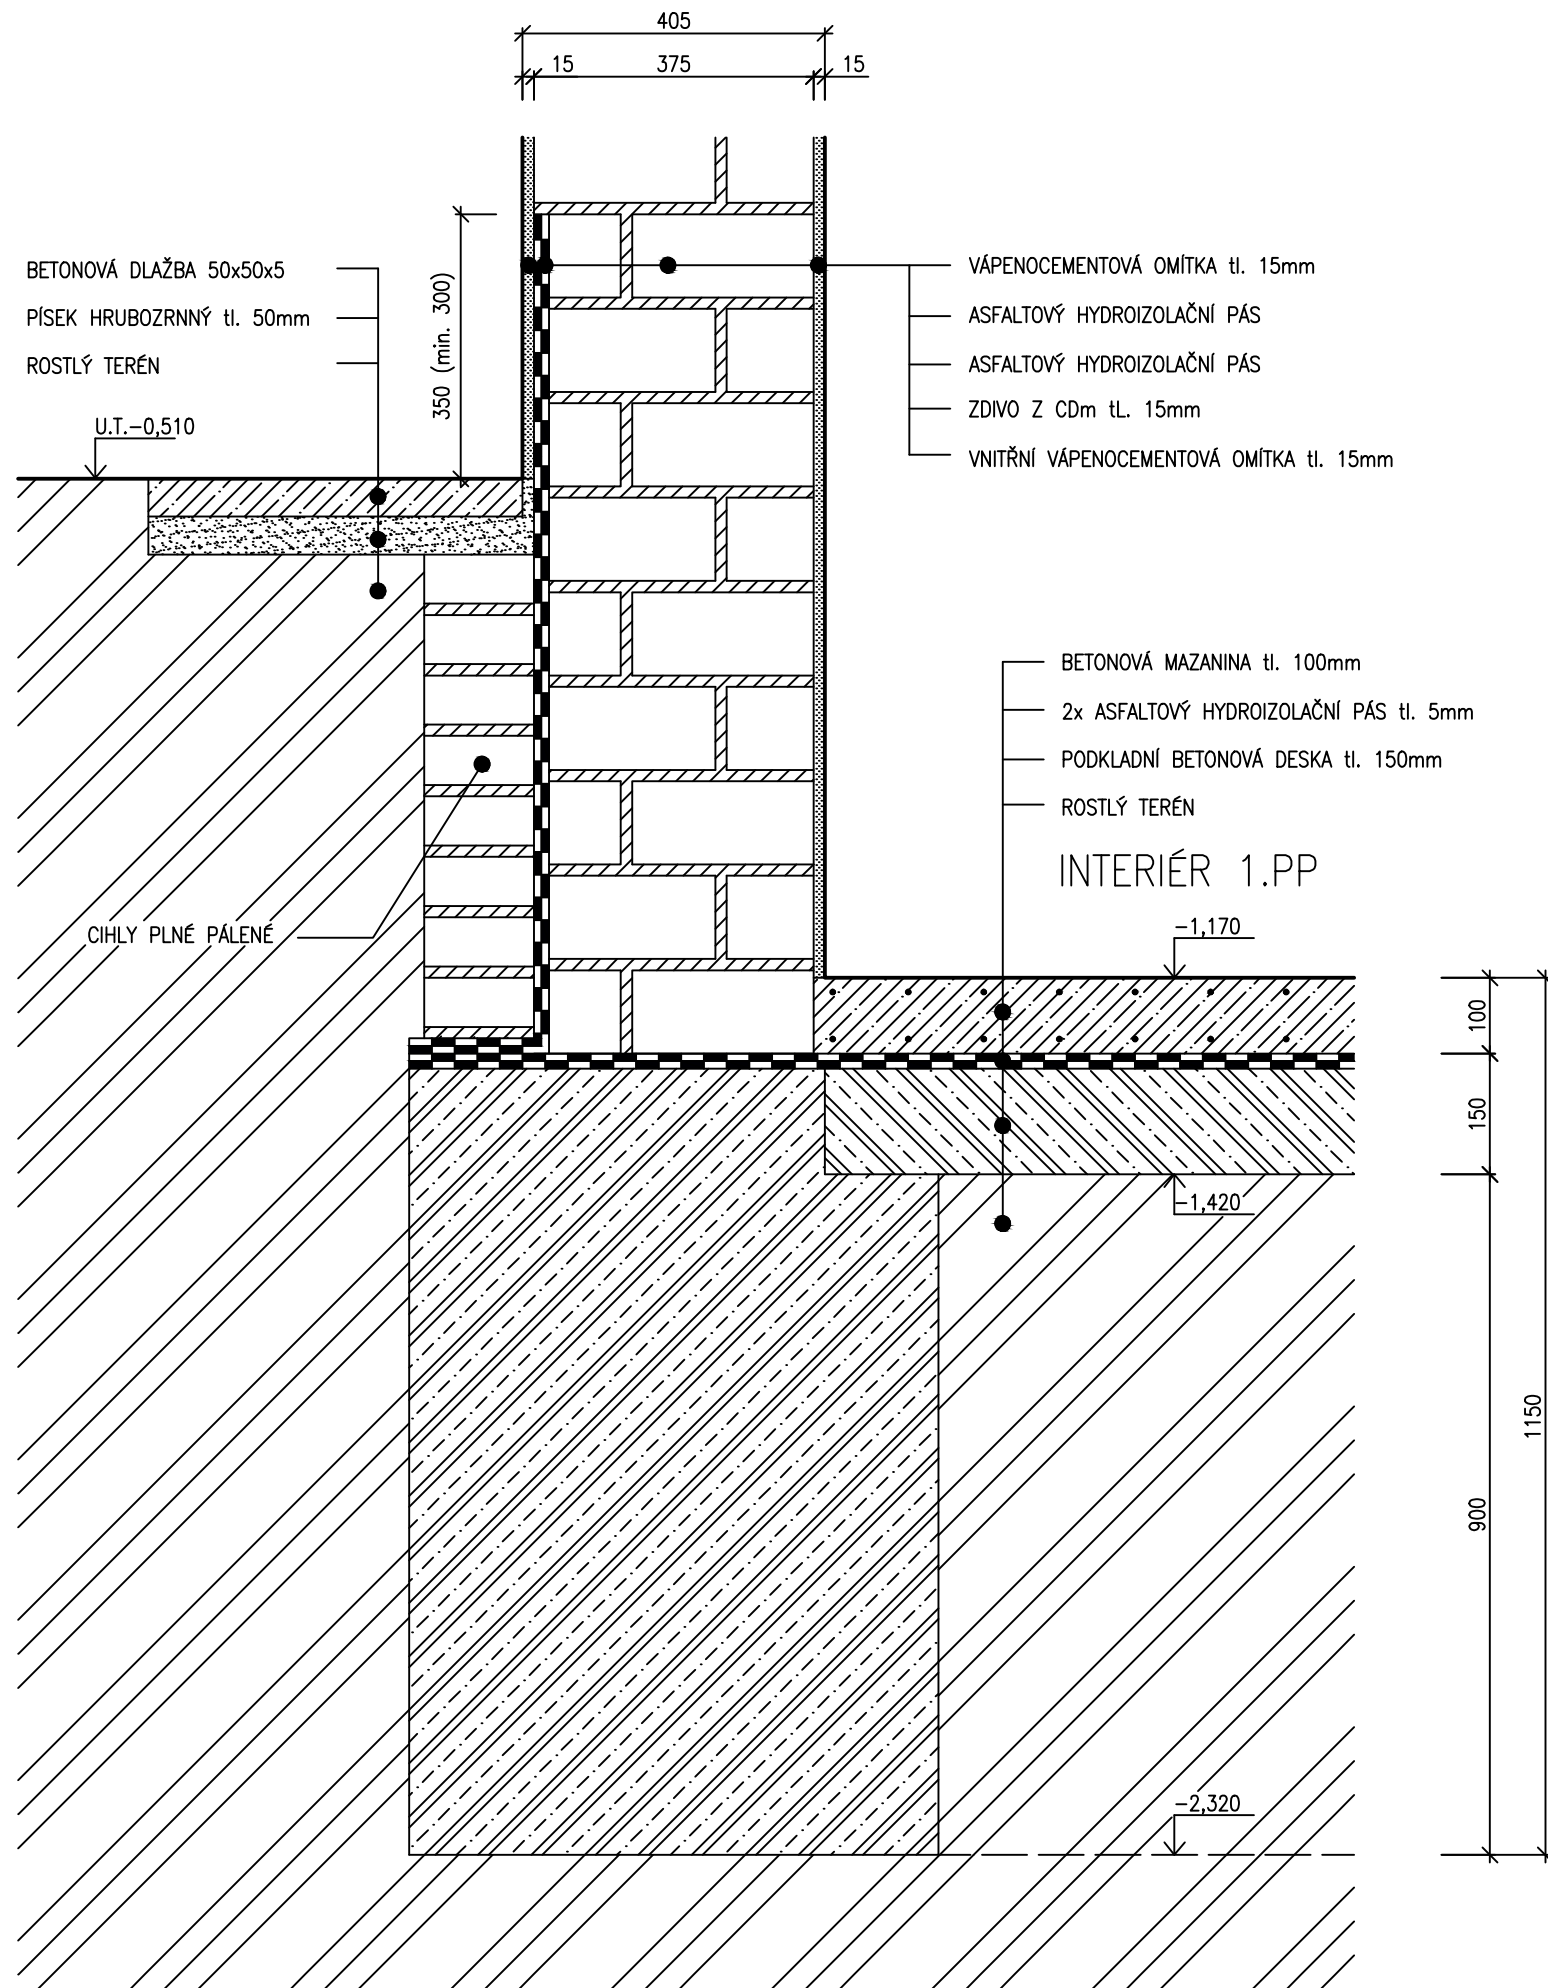 405
15 375 15
BETONOVÁ DLAŽBA 50x50x5
PÍSEK HRUBOZRNNÝ tl. 50mm
ROSTLÝ TERÉN
U.T.-0,510
350 (min. 300)
VÁPENOCEMENTOVÁ OMÍTKA tl. 15mm
ASFALTOVÝ HYDROIZOLAČNÍ PÁS
ASFALTOVÝ HYDROIZOLAČNÍ PÁS
ZDIVO Z CDm tL. 15mm
VNITŘNÍ VÁPENOCEMENTOVÁ OMÍTKA tl. 15mm
BETONOVÁ MAZANINA tl. 100mm
2x ASFALTOVÝ HYDROIZOLAČNÍ PÁS tl. 5mm
PODKLADNÍ BETONOVÁ DESKA tl. 150mm
ROSTLÝ TERÉN
INTERIÉR 1.PP
CIHLY PLNÉ PÁLENÉ
-1,170
100
150
-1,420
1150
900
-2,320